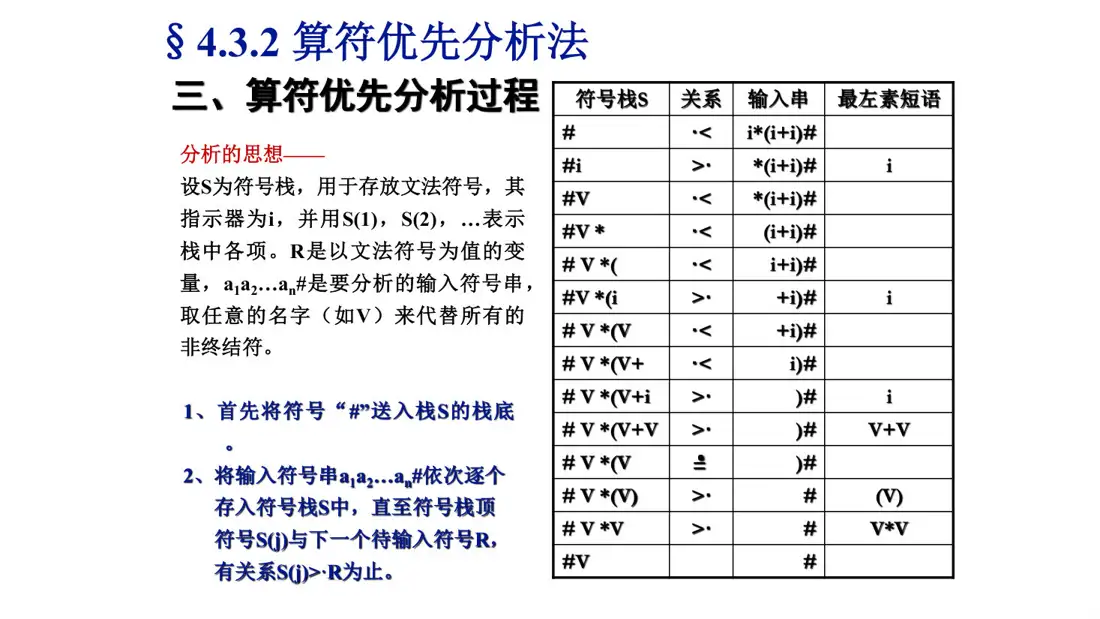 § 4.3.2 算符优先分析法
三、算符优先分析过程
分析的思想——
设S为符号栈，用于存放文法符号，其
指示器为i，并用S(1)，S(2)，…表示
栈中各项。R是以文法符号为值的变
量，a₁a₂…aₙ#是要分析的输入符号串，
取任意的名字（如V）来代替所有的
非终结符。
1、首先将符号“#”送入栈S的栈底
。
2、将输入符号串a₁a₂…aₙ#依次逐个
存入符号栈S中，直至符号栈顶
符号S(j)与下一个待输入符号R，
有关系S(j)>·R为止。
符号栈S 关系 输入串 最左素短语
# ·< i*(i+i)#
#i >· *(i+i)# i
#V ·< *(i+i)#
#V * ·< (i+i)#
# V *( ·< i+i)#
#V *(i >· +i)# i
# V *(V ·< +i)#
# V *(V+ ·< i)#
# V *(V+i >· )# i
# V *(V+V >· )# V+V
# V *(V ≗ )#
# V *(V) >· # (V)
# V *V >· # V*V
#V #